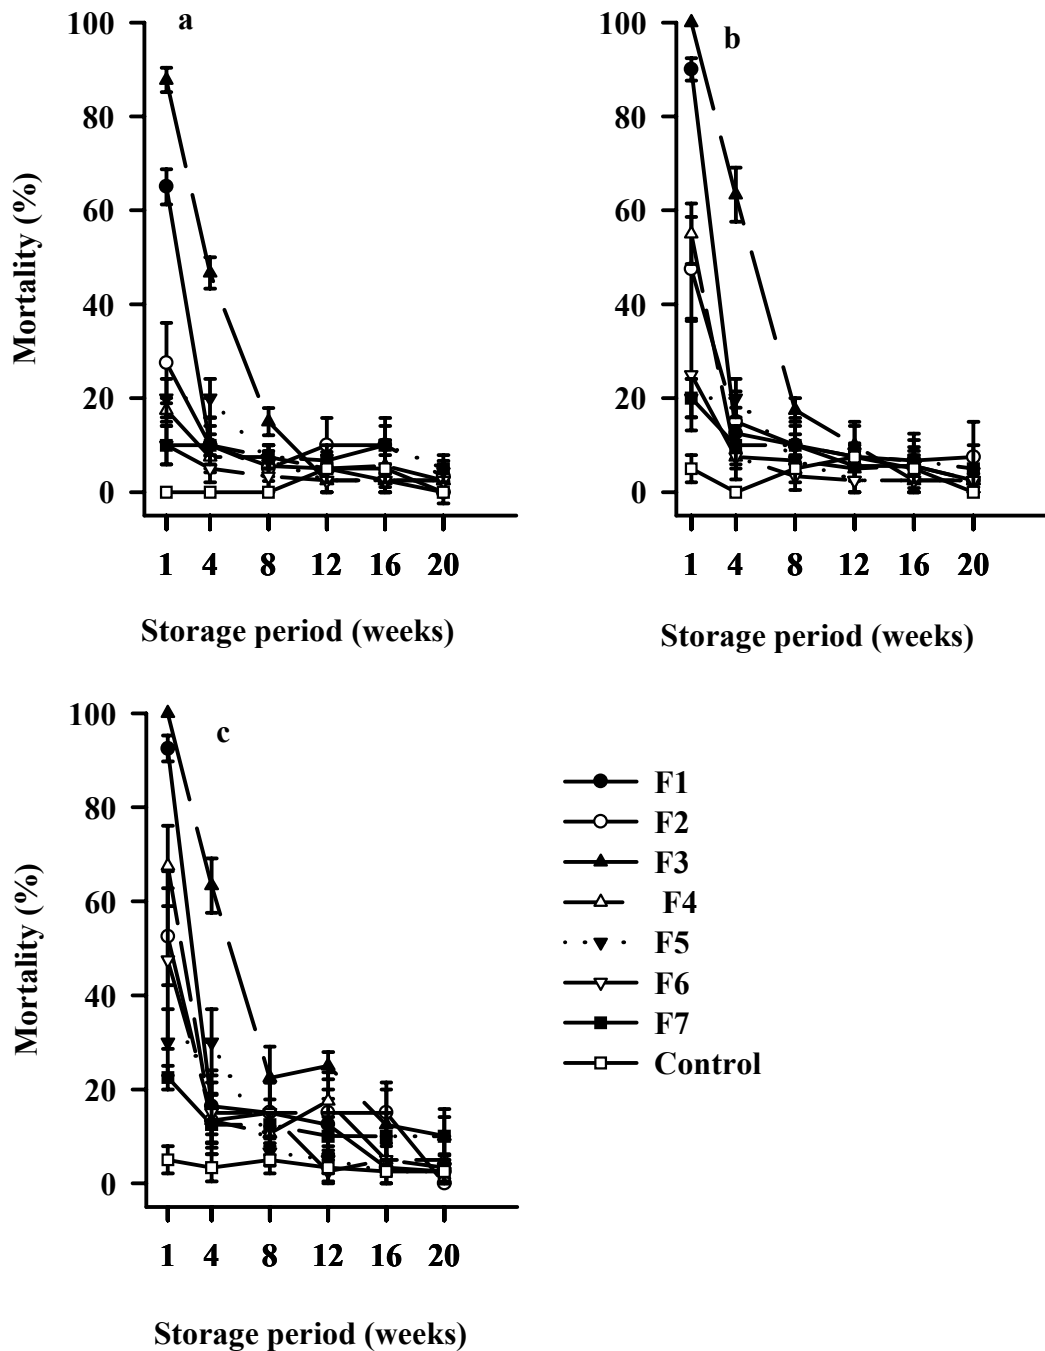 a
Mortality (%)
100
80
60
40
20
0
1 4 8 12 16 20
Storage period (weeks)
b
100
80
60
40
20
0
1 4 8 12 16 20
Storage period (weeks)
c
Mortality (%)
100
80
60
40
20
0
1 4 8 12 16 20
Storage period (weeks)
F1
F2
F3
F4
F5
F6
F7
Control